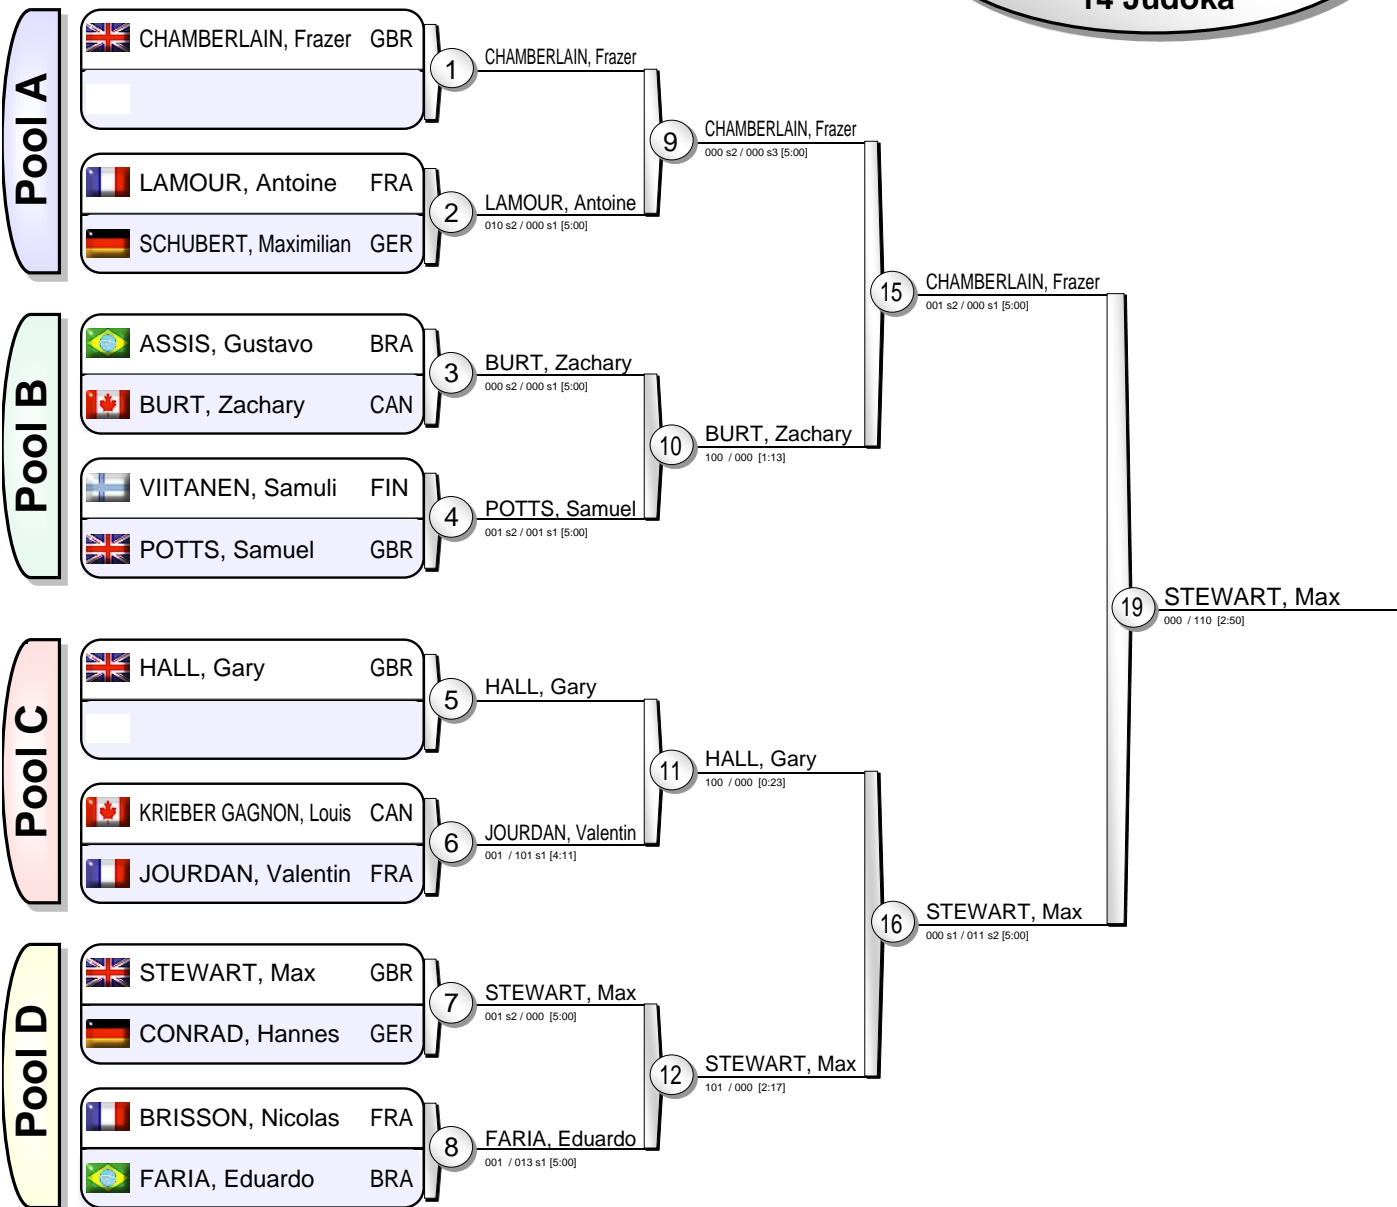 14 Judoka
Pool A
CHAMBERLAIN, Frazer GBR
LAMOUR, Antoine FRA
SCHUBERT, Maximilian GER
Pool B
ASSIS, Gustavo BRA
BURT, Zachary CAN
VIITANEN, Samuli FIN
POTTS, Samuel GBR
Pool C
HALL, Gary GBR
KRIEBER GAGNON, Louis CAN
JOURDAN, Valentin FRA
Pool D
STEWART, Max GBR
CONRAD, Hannes GER
BRISSON, Nicolas FRA
FARIA, Eduardo BRA
1
CHAMBERLAIN, Frazer
2
LAMOUR, Antoine
010 s2 / 000 s1 [5:00]
3
BURT, Zachary
000 s2 / 000 s1 [5:00]
4
POTTS, Samuel
001 s2 / 001 s1 [5:00]
5
HALL, Gary
6
JOURDAN, Valentin
001 / 101 s1 [4:11]
7
STEWART, Max
001 s2 / 000 [5:00]
8
FARIA, Eduardo
001 / 013 s1 [5:00]
9
CHAMBERLAIN, Frazer
000 s2 / 000 s3 [5:00]
10
BURT, Zachary
100 / 000 [1:13]
11
HALL, Gary
100 / 000 [0:23]
12
STEWART, Max
101 / 000 [2:17]
15
CHAMBERLAIN, Frazer
001 s2 / 000 s1 [5:00]
16
STEWART, Max
000 s1 / 011 s2 [5:00]
19
STEWART, Max
000 / 110 [2:50]